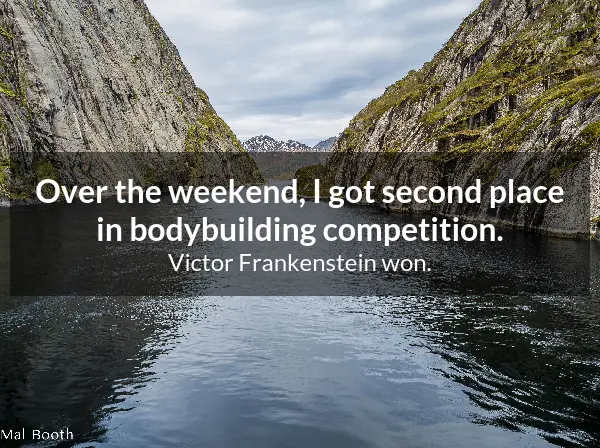 Over the weekend, I got second place
in bodybuilding competition.
Victor Frankenstein won.
Mal Booth